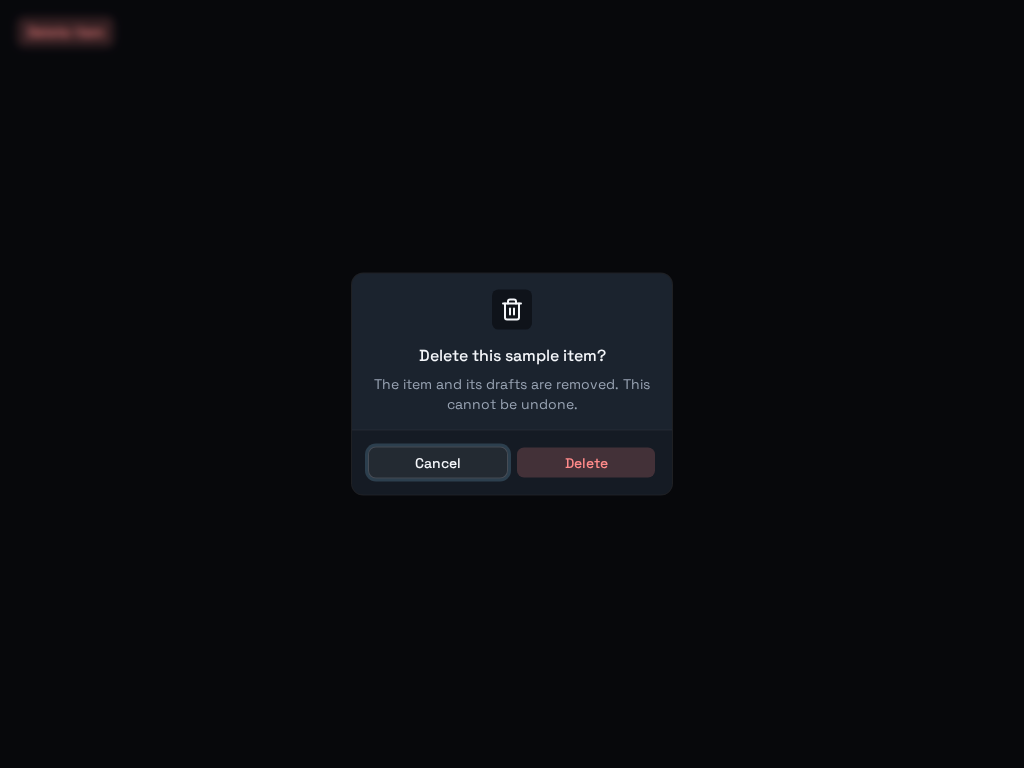 Delete this sample item?
The item and its drafts are removed. This
cannot be undone.
Cancel
Delete